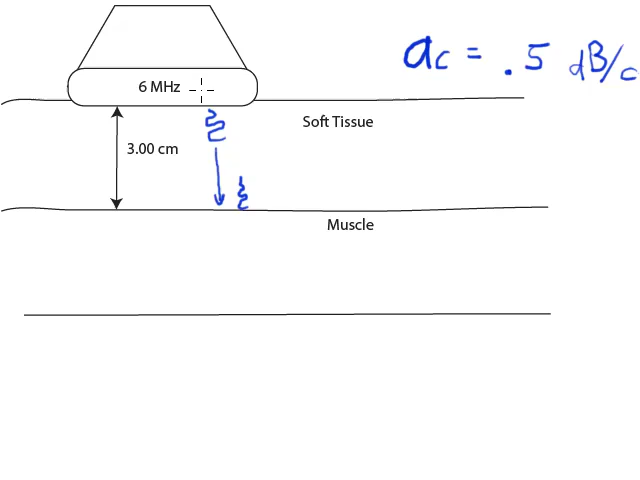 ac = .5 dB/c
6 MHz
Soft Tissue
3.00 cm
Muscle